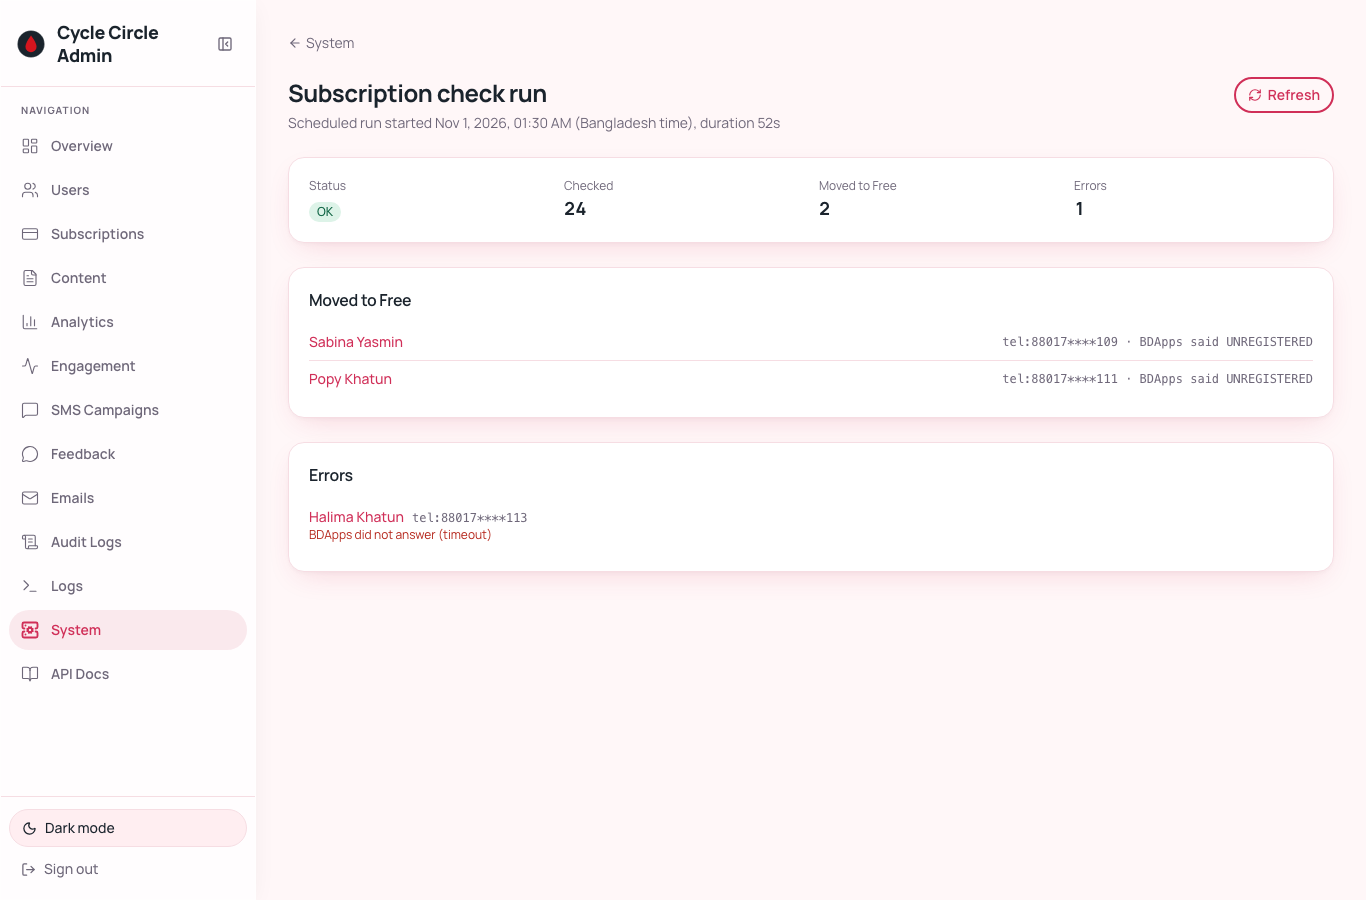 Cycle Circle
Admin
NAVIGATION
Overview
Users
Subscriptions
Content
Analytics
Engagement
SMS Campaigns
Feedback
Emails
Audit Logs
Logs
System
API Docs
Dark mode
Sign out
System
Subscription check run
Refresh
Scheduled run started Nov 1, 2026, 01:30 AM (Bangladesh time), duration 52s
Status Checked Moved to Free Errors
OK 24 2 1
Moved to Free
Sabina Yasmin tel:88017****109 · BDApps said UNREGISTERED
Popy Khatun tel:88017****111 · BDApps said UNREGISTERED
Errors
Halima Khatun tel:88017****113
BDApps did not answer (timeout)